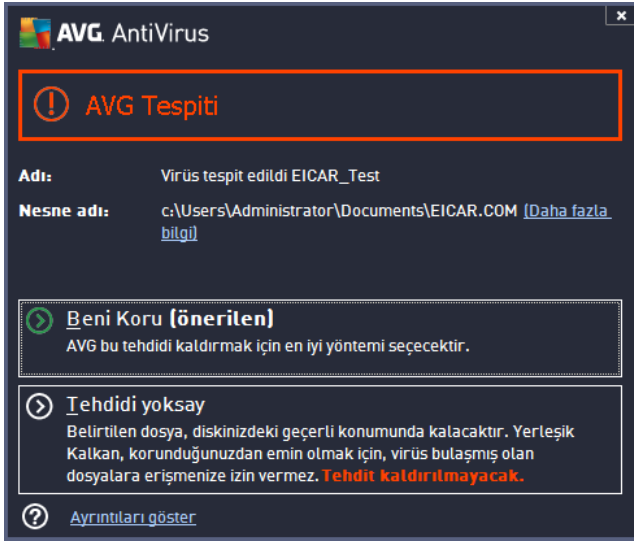 AVG. AntiVirus
AVG Tespiti
Adı: Virüs tespit edildi EICAR_Test
Nesne adı: c:\Users\Administrator\Documents\EICAR.COM (Daha fazla
bilgi)
Beni Koru (önerilen)
AVG bu tehdidi kaldırmak için en iyi yöntemi seçecektir.
Tehdidi yoksay
Belirtilen dosya, diskinizdeki geçerli konumunda kalacaktır. Yerleşik
Kalkan, korunduğunuzdan emin olmak için, virüs bulaşmış olan
dosyalara erişmenize izin vermez. Tehdit kaldırılmayacak.
Ayrıntıları göster